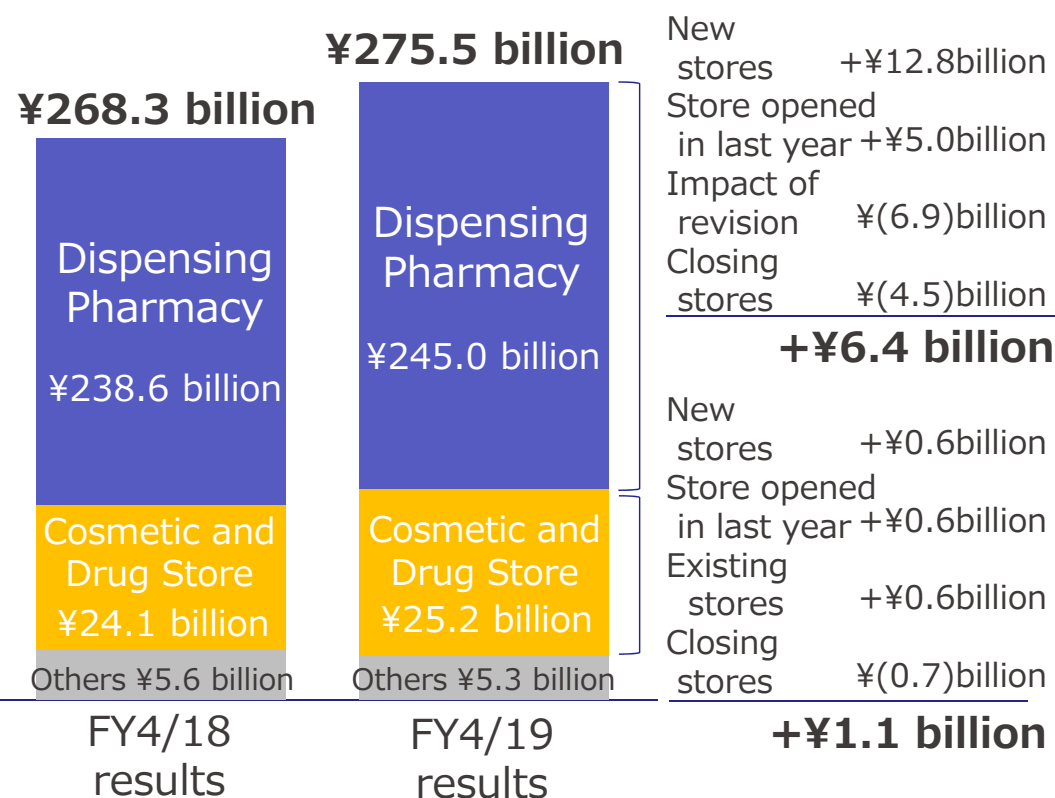 ¥268.3 billion
Dispensing
Pharmacy
¥238.6 billion
Cosmetic and
Drug Store
¥24.1 billion
Others ¥5.6 billion
FY4/18
results
¥275.5 billion
Dispensing
Pharmacy
¥245.0 billion
Cosmetic and
Drug Store
¥25.2 billion
Others ¥5.3 billion
FY4/19
results
New
stores +¥12.8billion
Store opened
in last year +¥5.0billion
Impact of
revision ¥(6.9)billion
Closing
stores ¥(4.5)billion
+¥6.4 billion
New
stores +¥0.6billion
Store opened
in last year +¥0.6billion
Existing
stores +¥0.6billion
Closing
stores ¥(0.7)billion
+¥1.1 billion